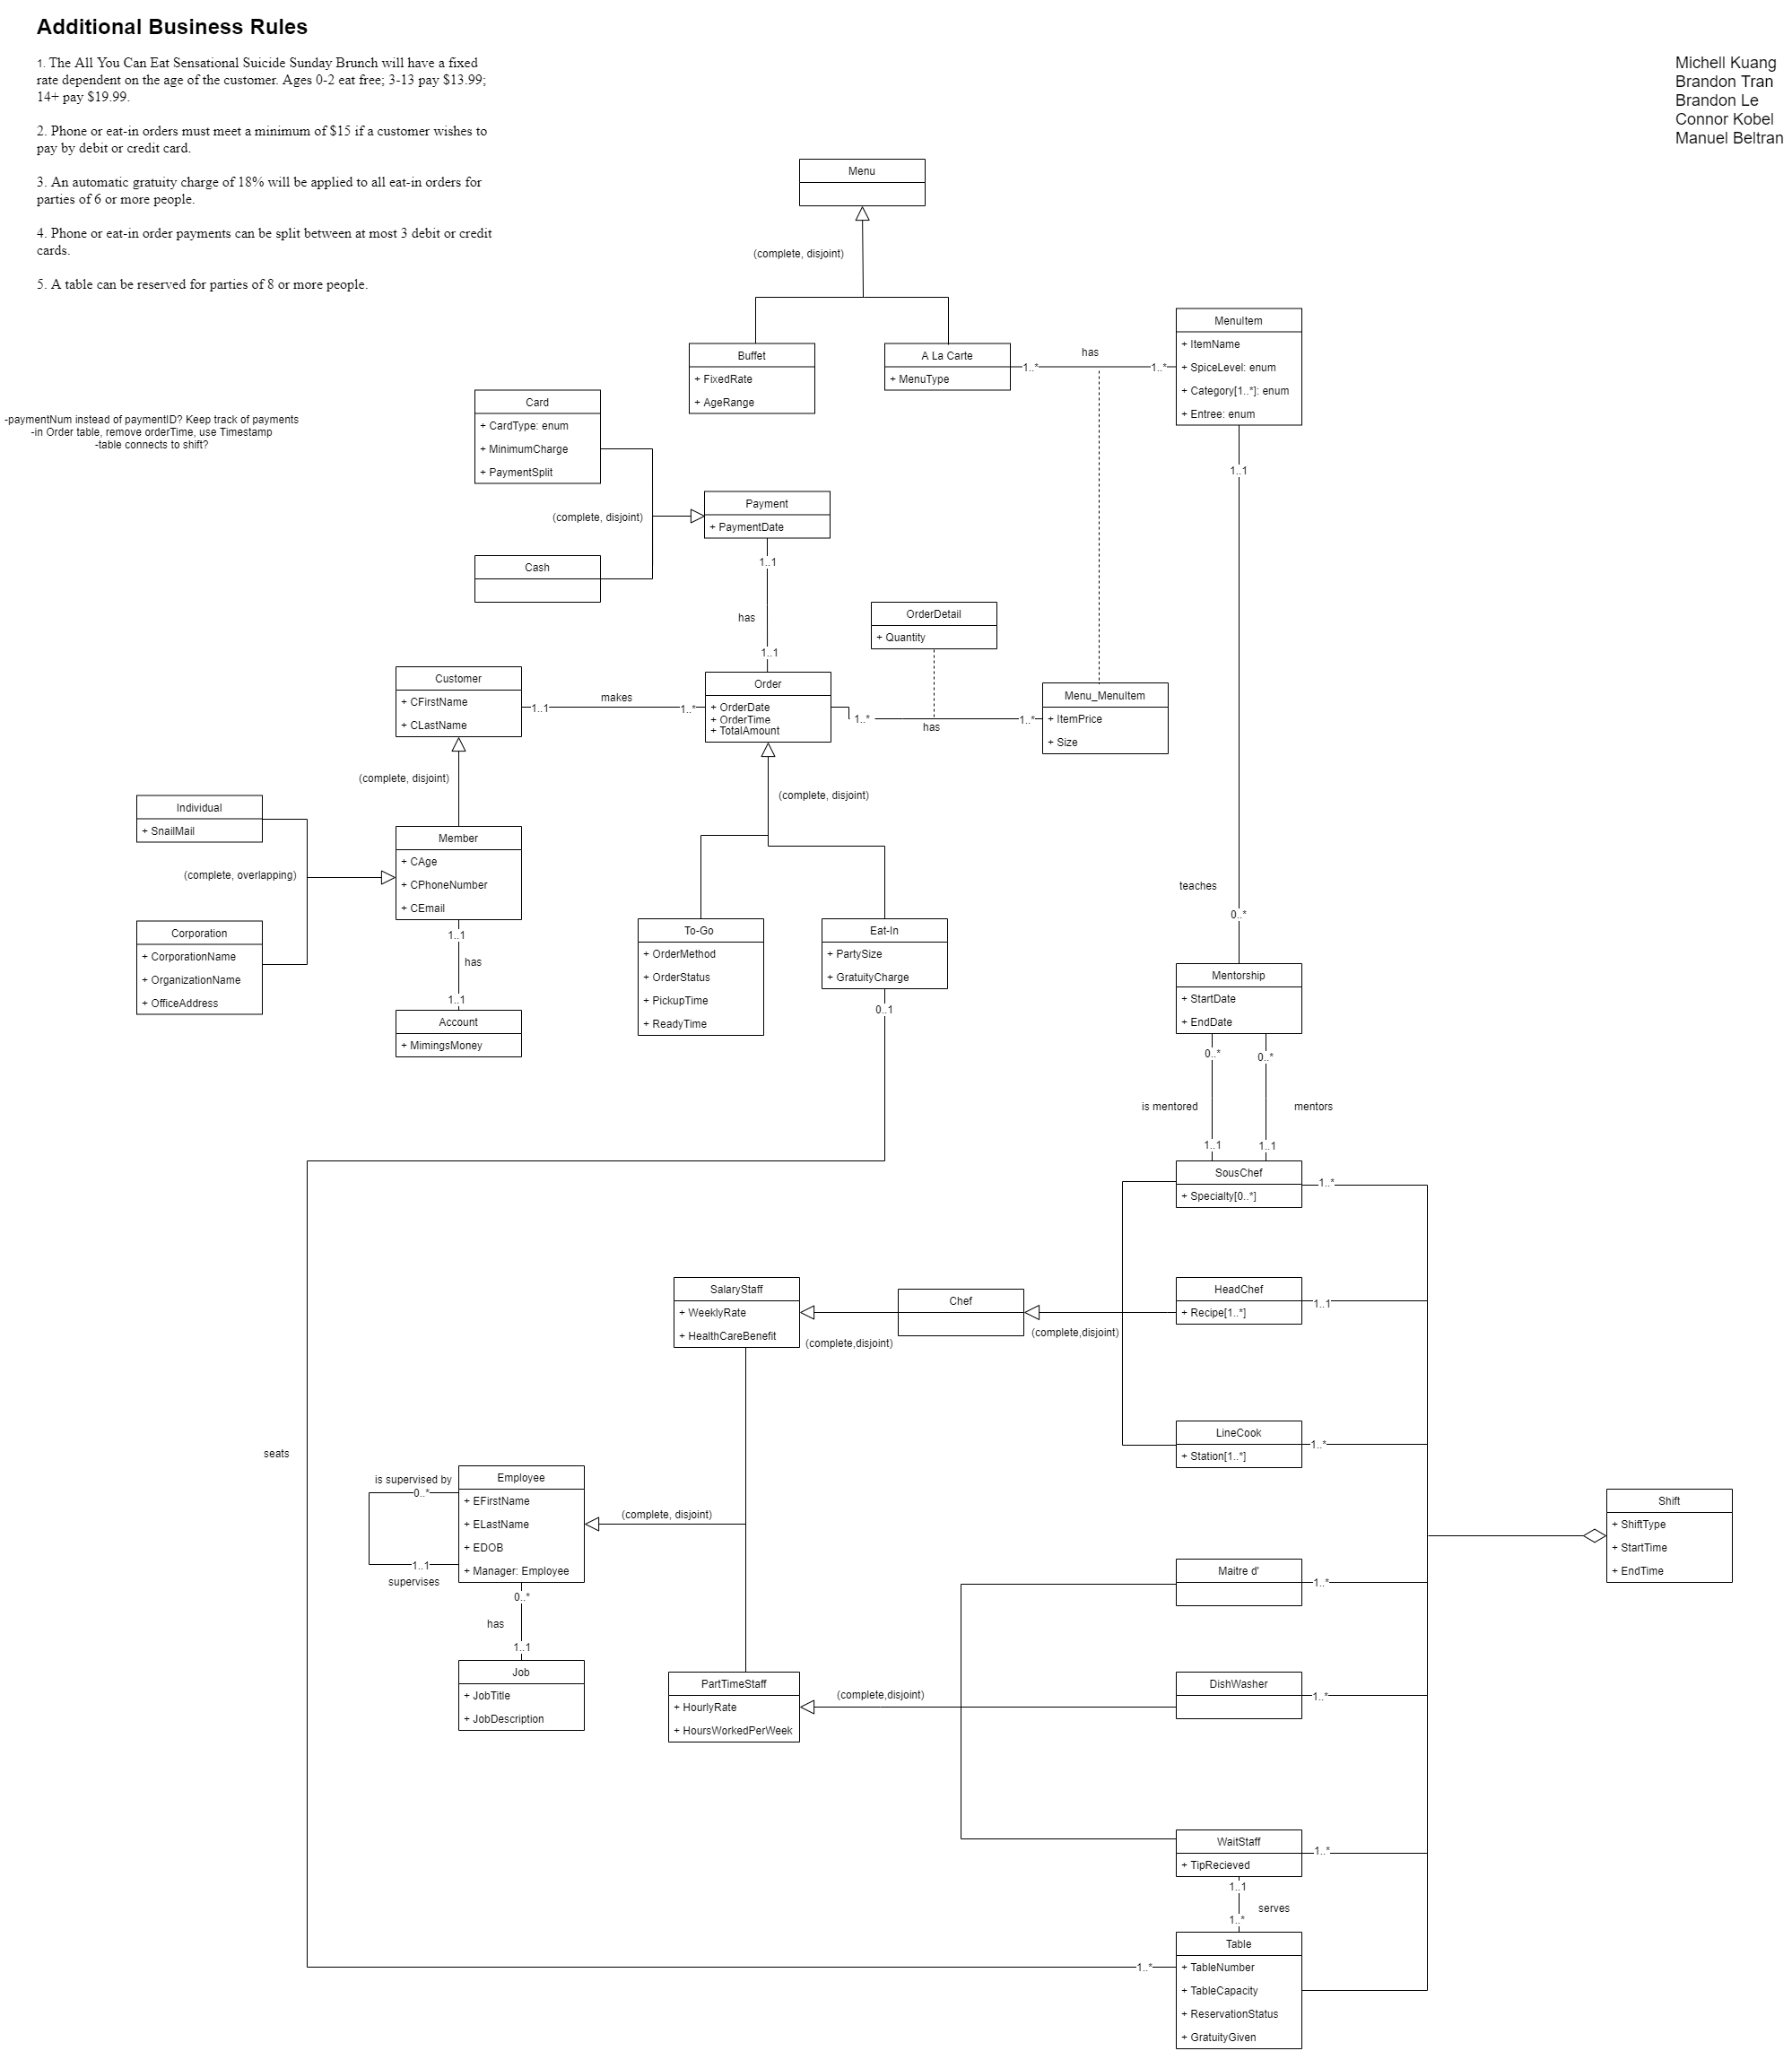 Additional Business Rules
1. The All You Can Eat Sensational Suicide Sunday Brunch will have a fixed
rate dependent on the age of the customer. Ages 0-2 eat free; 3-13 pay $13.99;
14+ pay $19.99.
2. Phone or eat-in orders must meet a minimum of $15 if a customer wishes to
pay by debit or credit card.
3. An automatic gratuity charge of 18% will be applied to all eat-in orders for
parties of 6 or more people.
4. Phone or eat-in order payments can be split between at most 3 debit or credit
cards.
5. A table can be reserved for parties of 8 or more people.
Michell Kuang
Brandon Tran
Brandon Le
Connor Kobel
Manuel Beltran
-paymentNum instead of paymentID? Keep track of payments
-in Order table, remove orderTime, use Timestamp
-table connects to shift?
Menu
(complete, disjoint)
Buffet
+ FixedRate
+ AgeRange
A La Carte
+ MenuType
1..*
has
1..*
MenuItem
+ ItemName
+ SpiceLevel: enum
+ Category[1..*]: enum
+ Entree: enum
1..1
Card
+ CardType: enum
+ MinimumCharge
+ PaymentSplit
(complete, disjoint)
Cash
Payment
+ PaymentDate
1..1
has
1..1
OrderDetail
+ Quantity
Customer
+ CFirstName
+ CLastName
1..1
makes
1..*
Order
+ OrderDate
+ OrderTime
+ TotalAmount
1..*
has
1..*
Menu_MenuItem
+ ItemPrice
+ Size
(complete, disjoint)
(complete, disjoint)
Individual
+ SnailMail
(complete, overlapping)
Corporation
+ CorporationName
+ OrganizationName
+ OfficeAddress
Member
+ CAge
+ CPhoneNumber
+ CEmail
1..1
has
1..1
Account
+ MimingsMoney
To-Go
+ OrderMethod
+ OrderStatus
+ PickupTime
+ ReadyTime
Eat-In
+ PartySize
+ GratuityCharge
0..1
teaches
0..*
Mentorship
+ StartDate
+ EndDate
0..*
0..*
is mentored
mentors
1..1
1..1
SousChef
+ Specialty[0..*]
1..*
SalaryStaff
+ WeeklyRate
+ HealthCareBenefit
(complete,disjoint)
Chef
(complete,disjoint)
HeadChef
+ Recipe[1..*]
1..1
LineCook
+ Station[1..*]
1..*
seats
is supervised by
0..*
1..1
supervises
Employee
+ EFirstName
+ ELastName
+ EDOB
+ Manager: Employee
(complete, disjoint)
0..*
has
1..1
Job
+ JobTitle
+ JobDescription
Shift
+ ShiftType
+ StartTime
+ EndTime
Maitre d'
1..*
PartTimeStaff
+ HourlyRate
+ HoursWorkedPerWeek
(complete,disjoint)
DishWasher
1..*
WaitStaff
+ TipRecieved
1..*
1..1
serves
1..*
1..*
Table
+ TableNumber
+ TableCapacity
+ ReservationStatus
+ GratuityGiven